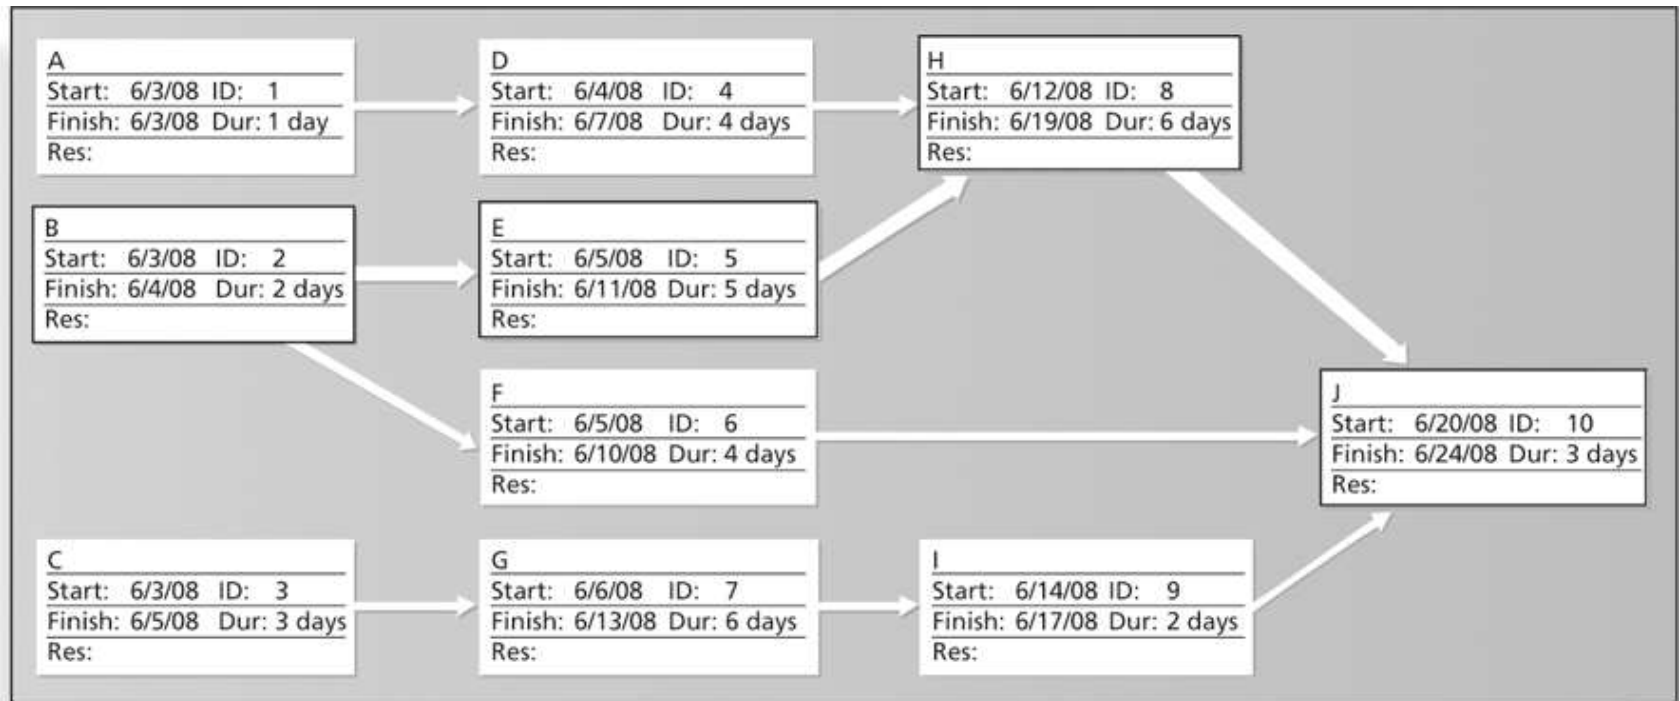 A
Start: 6/3/08 ID: 1
Finish: 6/3/08 Dur: 1 day
Res:
D
Start: 6/4/08 ID: 4
Finish: 6/7/08 Dur: 4 days
Res:
H
Start: 6/12/08 ID: 8
Finish: 6/19/08 Dur: 6 days
Res:
B
Start: 6/3/08 ID: 2
Finish: 6/4/08 Dur: 2 days
Res:
E
Start: 6/5/08 ID: 5
Finish: 6/11/08 Dur: 5 days
Res:
F
Start: 6/5/08 ID: 6
Finish: 6/10/08 Dur: 4 days
Res:
J
Start: 6/20/08 ID: 10
Finish: 6/24/08 Dur: 3 days
Res:
C
Start: 6/3/08 ID: 3
Finish: 6/5/08 Dur: 3 days
Res:
G
Start: 6/6/08 ID: 7
Finish: 6/13/08 Dur: 6 days
Res:
I
Start: 6/14/08 ID: 9
Finish: 6/17/08 Dur: 2 days
Res: